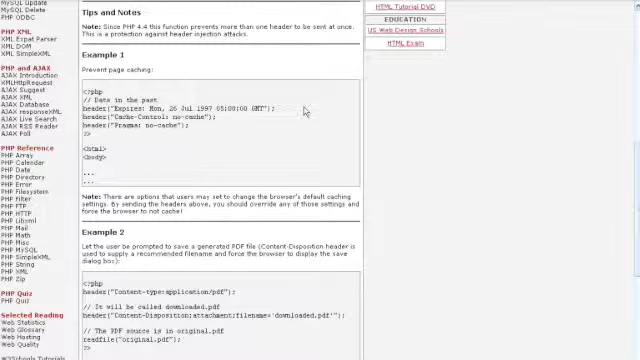 MySQL Update
MySQL Delete
PHP ODBC
PHP XML
XML Expat Parser
XML DOM
XML SimpleXML
PHP and AJAX
AJAX Introduction
XMLHttpRequest
AJAX Suggest
AJAX XML
AJAX Database
AJAX responseXML
AJAX Live Search
AJAX RSS Reader
AJAX Poll
PHP Reference
PHP Array
PHP Calendar
PHP Date
PHP Directory
PHP Error
PHP Filesystem
PHP Filter
PHP FTP
PHP HTTP
PHP Libxml
PHP Mail
PHP Math
PHP Misc
PHP MySQL
PHP SimpleXML
PHP String
PHP XML
PHP Zip
PHP Quiz
PHP Quiz
Selected Reading
Web Statistics
Web Glossary
Web Hosting
Web Quality
W3Schools Tutorials
Tips and Notes
Note: Since PHP 4.4 this function prevents more than one header to be sent at once.
This is a protection against header injection attacks.
Example 1
Prevent page caching:
<?php
// Date in the past
header("Expires: Mon, 26 Jul 1997 05:00:00 GMT");
header("Cache-Control: no-cache");
header("Pragma: no-cache");
?>
<html>
<body>
...
...
Note: There are options that users may set to change the browser's default caching
settings. By sending the headers above, you should override any of those settings and
force the browser to not cache!
Example 2
Let the user be prompted to save a generated PDF file (Content-Disposition header is
used to supply a recommended filename and force the browser to display the save
dialog box):
<?php
header("Content-type:application/pdf");
// It will be called downloaded.pdf
header("Content-Disposition:attachment;filename='downloaded.pdf'");
// The PDF source is in original.pdf
readfile("original.pdf");
?>
HTML Tutorial DVD
EDUCATION
US Web Design Schools
HTML Exam